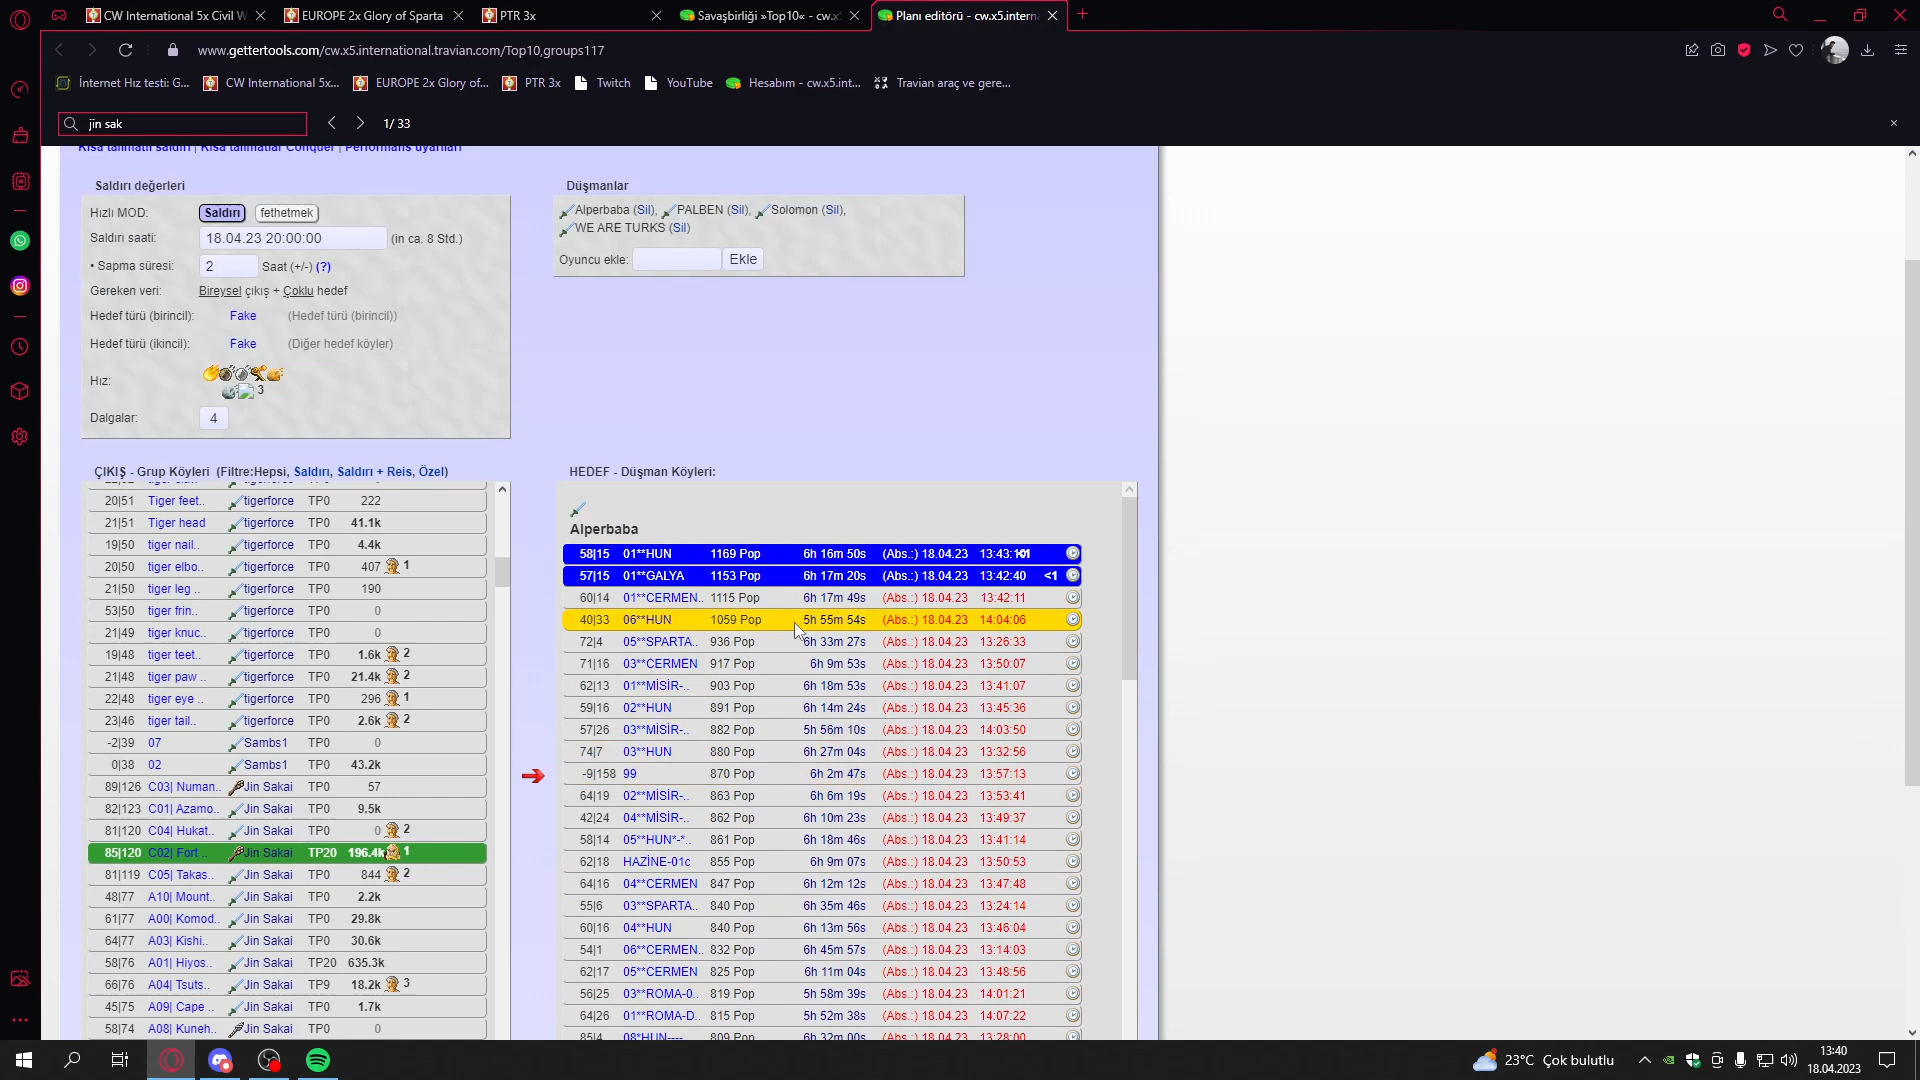 CW International 5x Civil W
EUROPE 2x Glory of Sparta
PTR 3x
Savaşbirliği »Top10« - cw.x5
Planı editörü - cw.x5.interna
www.gettertools.com/cw.x5.international.travian.com/Top10,groups117
İnternet Hız testi: G...
CW International 5x...
EUROPE 2x Glory of...
PTR 3x
Twitch
YouTube
Hesabım - cw.x5.int...
Travian araç ve gere...
jin sak
1/ 33
Kısa talimatlı saldırı | Kısa talimatlar Conquer | Performans uyarıları
Saldırı değerleri
Hızlı MOD: Saldırı fethetmek
Saldırı saati: 18.04.23 20:00:00 (in ca. 8 Std.)
• Sapma süresi: 2 Saat (+/-) (?)
Gereken veri: Bireysel çıkış + Çoklu hedef
Hedef türü (birincil): Fake (Hedef türü (birincil))
Hedef türü (ikincil): Fake (Diğer hedef köyler)
Hız: 3
Dalgalar: 4
Düşmanlar
Alperbaba (Sil), PALBEN (Sil), Solomon (Sil),
WE ARE TURKS (Sil)
Oyuncu ekle: Ekle
ÇIKIŞ - Grup Köyleri (Filtre:Hepsi, Saldırı, Saldırı + Reis, Özel)
20|51 Tiger feet.. tigerforce TP0 222
21|51 Tiger head tigerforce TP0 41.1k
19|50 tiger nail.. tigerforce TP0 4.4k
20|50 tiger elbo.. tigerforce TP0 407 1
21|50 tiger leg .. tigerforce TP0 190
53|50 tiger frin.. tigerforce TP0 0
21|49 tiger knuc.. tigerforce TP0 0
19|48 tiger teet.. tigerforce TP0 1.6k 2
21|48 tiger paw .. tigerforce TP0 21.4k 2
22|48 tiger eye .. tigerforce TP0 296 1
23|46 tiger tail.. tigerforce TP0 2.6k 2
-2|39 07 Sambs1 TP0 0
0|38 02 Sambs1 TP0 43.2k
89|126 C03| Numan.. Jin Sakai TP0 57
82|123 C01| Azamo.. Jin Sakai TP0 9.5k
81|120 C04| Hukat.. Jin Sakai TP0 0 2
85|120 C02| Fort .. Jin Sakai TP20 196.4k 1
81|119 C05| Takas.. Jin Sakai TP0 844 2
48|77 A10| Mount.. Jin Sakai TP0 2.2k
61|77 A00| Komod.. Jin Sakai TP0 29.8k
64|77 A03| Kishi.. Jin Sakai TP0 30.6k
58|76 A01| Hiyos.. Jin Sakai TP20 635.3k
66|76 A04| Tsuts.. Jin Sakai TP9 18.2k 3
45|75 A09| Cape .. Jin Sakai TP0 1.7k
58|74 A08| Kuneh.. Jin Sakai TP0 0
HEDEF - Düşman Köyleri:
Alperbaba
58|15 01**HUN 1169 Pop 6h 16m 50s (Abs.:) 18.04.23
57|15 01**GALYA 1153 Pop 6h 17m 20s (Abs.:) 18.04.23 13:42:40 <1
60|14 01**CERMEN.. 1115 Pop 6h 17m 49s (Abs.:) 18.04.23 13:42:11
40|33 06**HUN 1059 Pop 5h 55m 54s (Abs.:) 18.04.23 14:04:06
72|4 05**SPARTA.. 936 Pop 6h 33m 27s (Abs.:) 18.04.23 13:26:33
71|16 03**CERMEN 917 Pop 6h 9m 53s (Abs.:) 18.04.23 13:50:07
62|13 01**MİSİR-.. 903 Pop 6h 18m 53s (Abs.:) 18.04.23 13:41:07
59|16 02**HUN 891 Pop 6h 14m 24s (Abs.:) 18.04.23 13:45:36
57|26 03**MİSİR-.. 882 Pop 5h 56m 10s (Abs.:) 18.04.23 14:03:50
74|7 03**HUN 880 Pop 6h 27m 04s (Abs.:) 18.04.23 13:32:56
-9|158 99 870 Pop 6h 2m 47s (Abs.:) 18.04.23 13:57:13
64|19 02**MİSİR-.. 863 Pop 6h 6m 19s (Abs.:) 18.04.23 13:53:41
42|24 04**MİSİR-.. 862 Pop 6h 10m 23s (Abs.:) 18.04.23 13:49:37
58|14 05**HUN*-*.. 861 Pop 6h 18m 46s (Abs.:) 18.04.23 13:41:14
62|18 HAZİNE-01c 855 Pop 6h 9m 07s (Abs.:) 18.04.23 13:50:53
64|16 04**CERMEN 847 Pop 6h 12m 12s (Abs.:) 18.04.23 13:47:48
55|6 03**SPARTA.. 840 Pop 6h 35m 46s (Abs.:) 18.04.23 13:24:14
60|16 04**HUN 840 Pop 6h 13m 56s (Abs.:) 18.04.23 13:46:04
54|1 06**CERMEN.. 832 Pop 6h 45m 57s (Abs.:) 18.04.23 13:14:03
62|17 05**CERMEN 825 Pop 6h 11m 04s (Abs.:) 18.04.23 13:48:56
56|25 03**ROMA-0.. 819 Pop 5h 58m 39s (Abs.:) 18.04.23 14:01:21
64|26 01**ROMA-D.. 815 Pop 5h 52m 38s (Abs.:) 18.04.23 14:07:22
85|4 08*HUN---- 809 Pop 6h 32m 00s (Abs.:) 18.04.23 13:28:00
23°C Çok bulutlu
13:40
18.04.2023